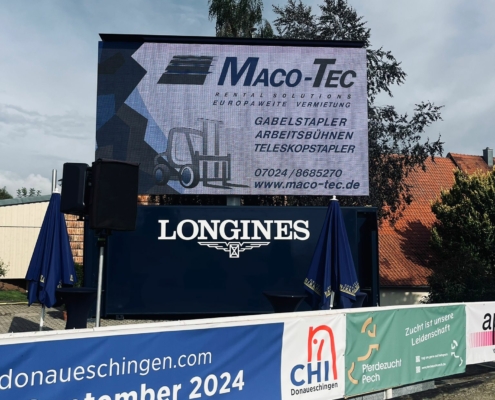 MACO-TEC
RENTAL SOLUTIONS
EUROPAWEITE VERMIETUNG
GABELSTAPLER
ARBEITSBÜHNEN
TELESKOPSTAPLER
07024/8685270
www.maco-tec.de
LONGINES
donaueschingen.com
tember 2024
CHI
Donaueschingen
Pferdezucht
Pech
Zucht ist unsere
Leidenschaft